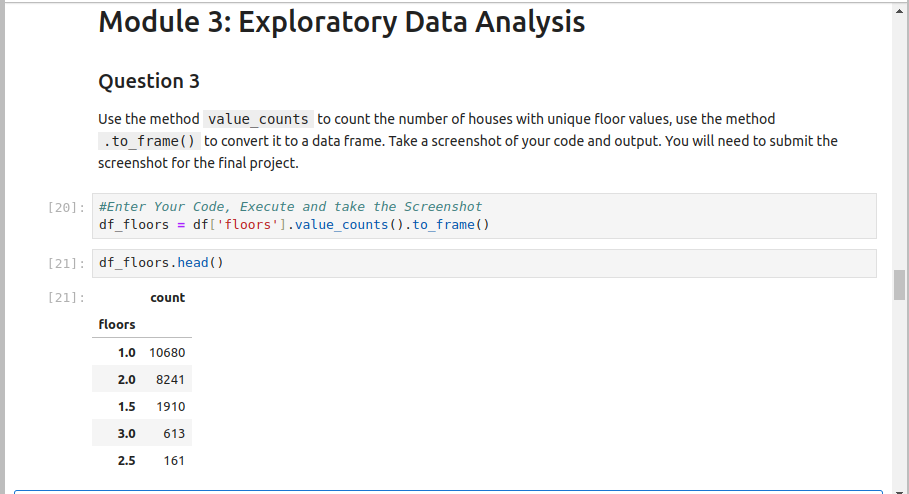 Module 3: Exploratory Data Analysis
Question 3
Use the method value_counts to count the number of houses with unique floor values, use the method
.to_frame() to convert it to a data frame. Take a screenshot of your code and output. You will need to submit the
screenshot for the final project.
[20]: #Enter Your Code, Execute and take the Screenshot
df_floors = df['floors'].value_counts().to_frame()
[21]: df_floors.head()
[21]: count
floors
1.0 10680
2.0 8241
1.5 1910
3.0 613
2.5 161